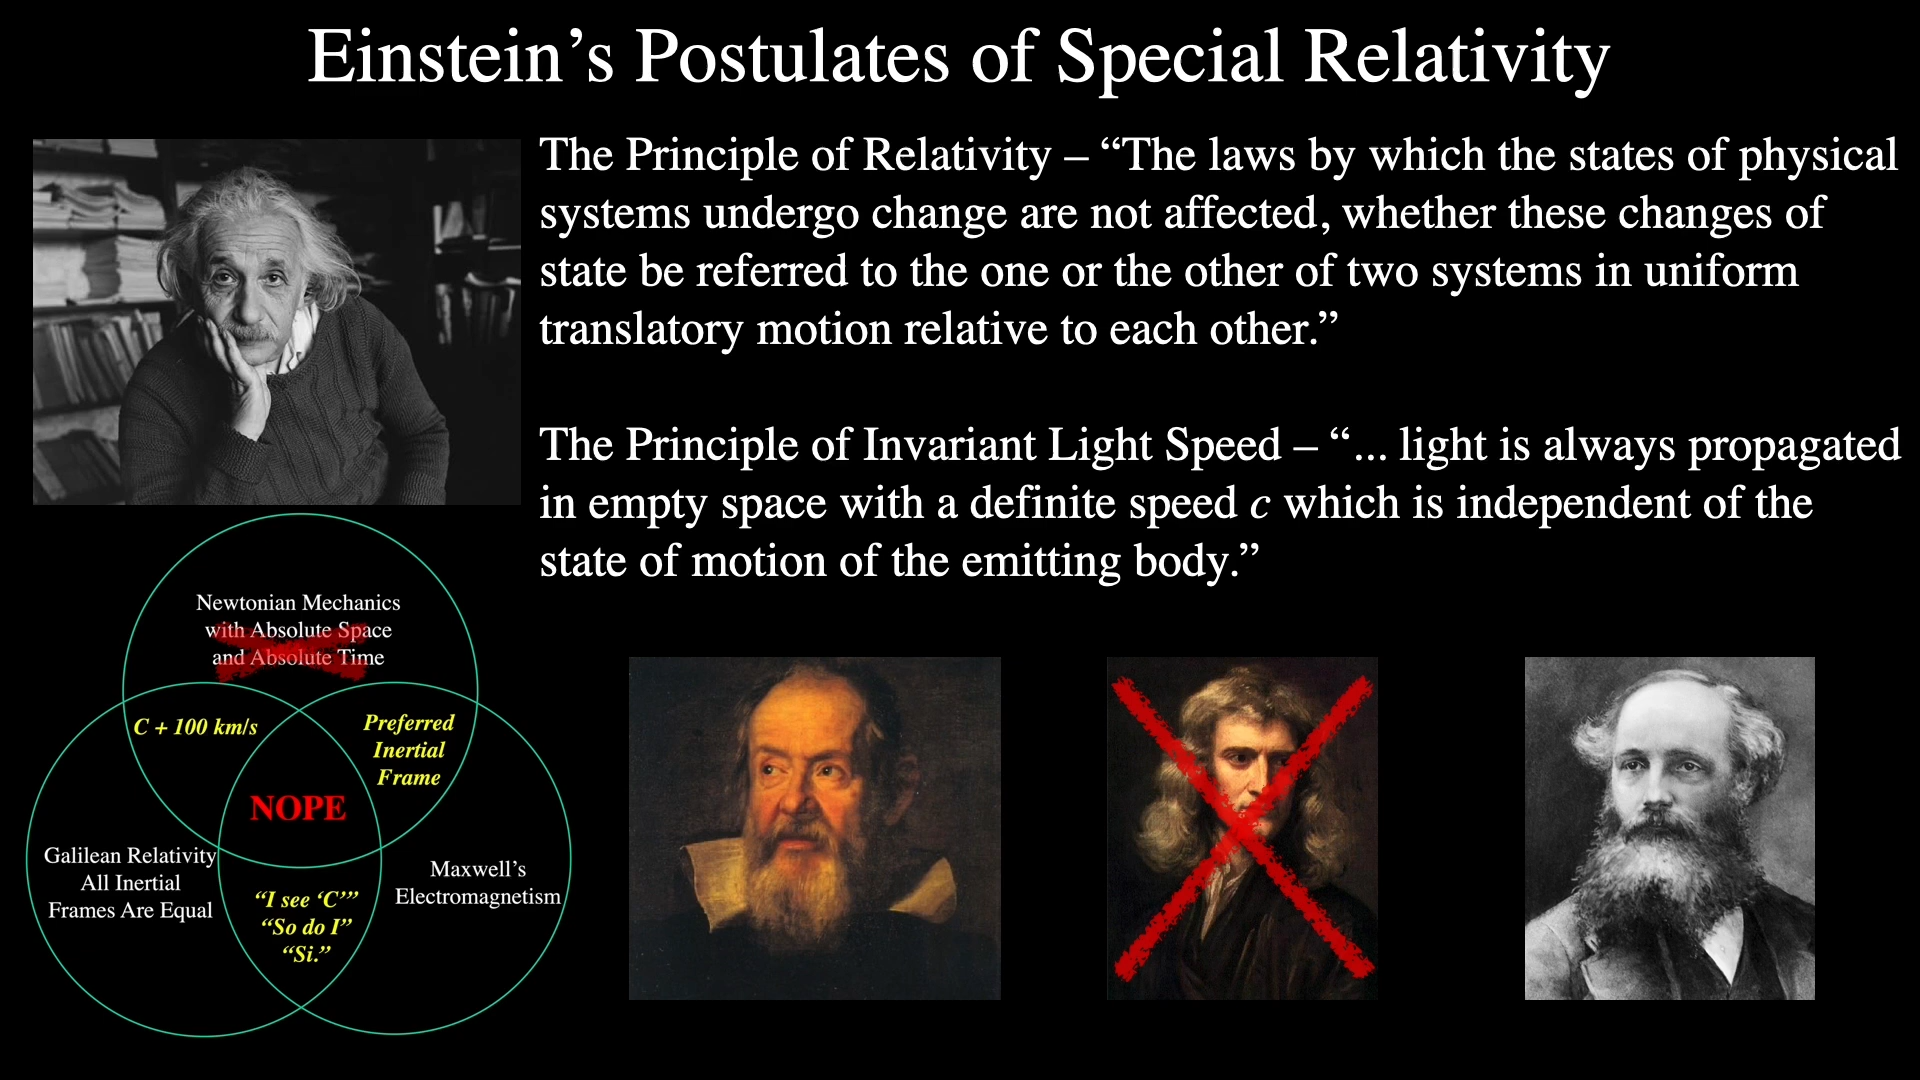 Einstein’s Postulates of Special Relativity
The Principle of Relativity – “The laws by which the states of physical
systems undergo change are not affected, whether these changes of
state be referred to the one or the other of two systems in uniform
translatory motion relative to each other.”
The Principle of Invariant Light Speed – “... light is always propagated
in empty space with a definite speed c which is independent of the
state of motion of the emitting body.”
Newtonian Mechanics
with Absolute Space
and Absolute Time
C + 100 km/s
Preferred
Inertial
Frame
NOPE
Galilean Relativity
All Inertial
Frames Are Equal
Maxwell’s
Electromagnetism
“I see ‘C’”
“So do I”
“Si.”